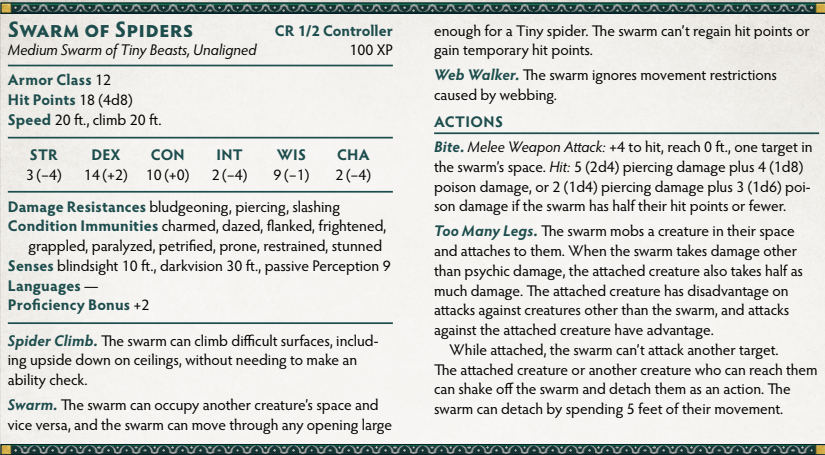 Swarm of Spiders
CR 1/2 Controller
Medium Swarm of Tiny Beasts, Unaligned
100 XP
Armor Class 12
Hit Points 18 (4d8)
Speed 20 ft., climb 20 ft.
STR DEX CON INT WIS CHA
3 (−4) 14 (+2) 10 (+0) 2 (−4) 9 (−1) 2 (−4)
Damage Resistances bludgeoning, piercing, slashing
Condition Immunities charmed, dazed, flanked, frightened,
grappled, paralyzed, petrified, prone, restrained, stunned
Senses blindsight 10 ft., darkvision 30 ft., passive Perception 9
Languages —
Proficiency Bonus +2
Spider Climb. The swarm can climb difficult surfaces, includ-
ing upside down on ceilings, without needing to make an
ability check.
Swarm. The swarm can occupy another creature’s space and
vice versa, and the swarm can move through any opening large
enough for a Tiny spider. The swarm can’t regain hit points or
gain temporary hit points.
Web Walker. The swarm ignores movement restrictions
caused by webbing.
ACTIONS
Bite. Melee Weapon Attack: +4 to hit, reach 0 ft., one target in
the swarm’s space. Hit: 5 (2d4) piercing damage plus 4 (1d8)
poison damage, or 2 (1d4) piercing damage plus 3 (1d6) poi-
son damage if the swarm has half their hit points or fewer.
Too Many Legs. The swarm mobs a creature in their space
and attaches to them. When the swarm takes damage other
than psychic damage, the attached creature also takes half as
much damage. The attached creature has disadvantage on
attacks against creatures other than the swarm, and attacks
against the attached creature have advantage.
While attached, the swarm can’t attack another target.
The attached creature or another creature who can reach them
can shake off the swarm and detach them as an action. The
swarm can detach by spending 5 feet of their movement.